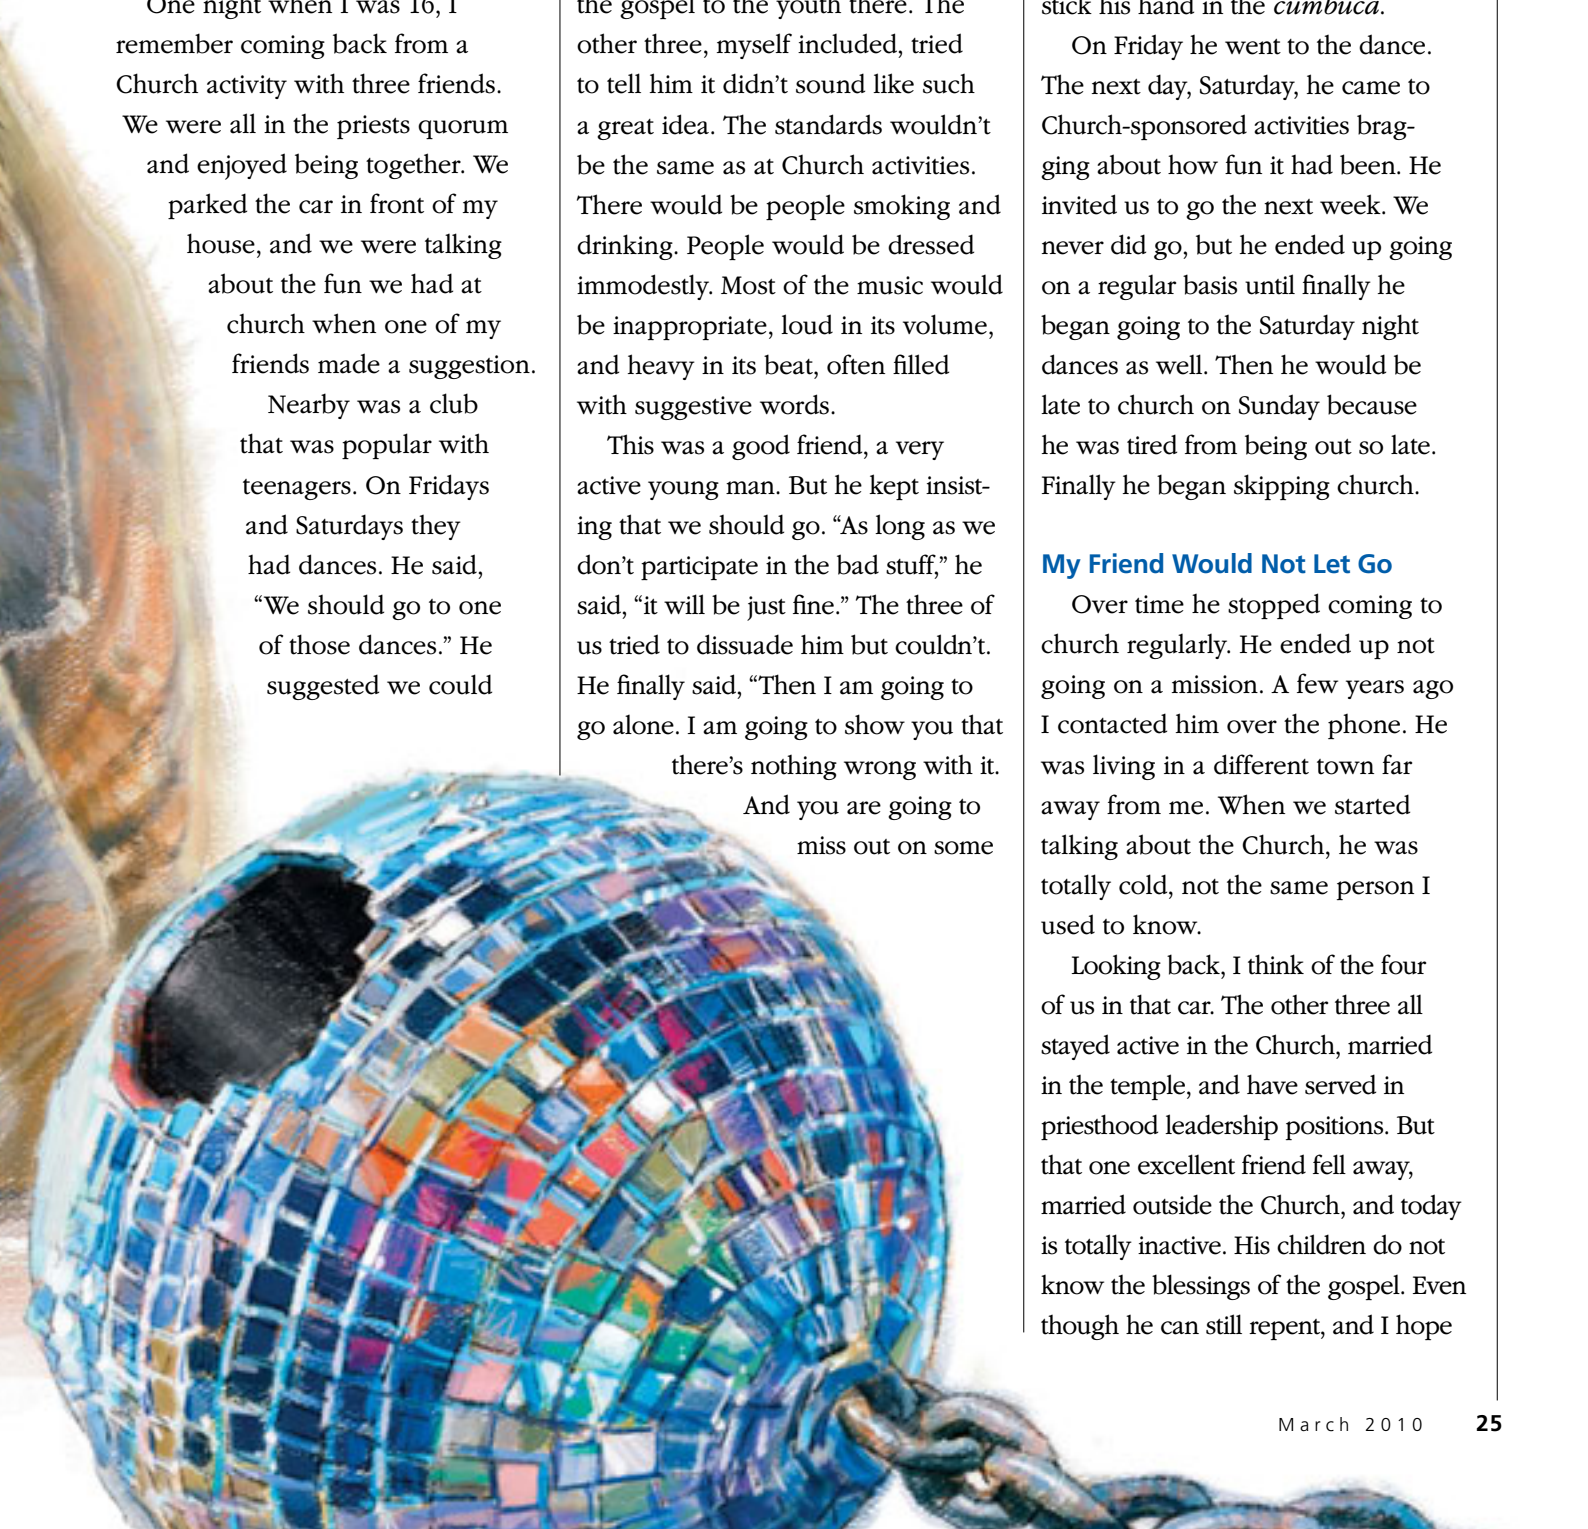 One night when I was 16, I
remember coming back from a
Church activity with three friends.
We were all in the priests quorum
and enjoyed being together. We
parked the car in front of my
house, and we were talking
about the fun we had at
church when one of my
friends made a suggestion.
Nearby was a club
that was popular with
teenagers. On Fridays
and Saturdays they
had dances. He said,
“We should go to one
of those dances.” He
suggested we could
the gospel to the youth there. The
other three, myself included, tried
to tell him it didn’t sound like such
a great idea. The standards wouldn’t
be the same as at Church activities.
There would be people smoking and
drinking. People would be dressed
immodestly. Most of the music would
be inappropriate, loud in its volume,
and heavy in its beat, often filled
with suggestive words.
This was a good friend, a very
active young man. But he kept insist-
ing that we should go. “As long as we
don’t participate in the bad stuff,” he
said, “it will be just fine.” The three of
us tried to dissuade him but couldn’t.
He finally said, “Then I am going to
go alone. I am going to show you that
there’s nothing wrong with it.
And you are going to
miss out on some
stick his hand in the cumbuca.
On Friday he went to the dance.
The next day, Saturday, he came to
Church-sponsored activities brag-
ging about how fun it had been. He
invited us to go the next week. We
never did go, but he ended up going
on a regular basis until finally he
began going to the Saturday night
dances as well. Then he would be
late to church on Sunday because
he was tired from being out so late.
Finally he began skipping church.
My Friend Would Not Let Go
Over time he stopped coming to
church regularly. He ended up not
going on a mission. A few years ago
I contacted him over the phone. He
was living in a different town far
away from me. When we started
talking about the Church, he was
totally cold, not the same person I
used to know.
Looking back, I think of the four
of us in that car. The other three all
stayed active in the Church, married
in the temple, and have served in
priesthood leadership positions. But
that one excellent friend fell away,
married outside the Church, and today
is totally inactive. His children do not
know the blessings of the gospel. Even
though he can still repent, and I hope
March 2010 25